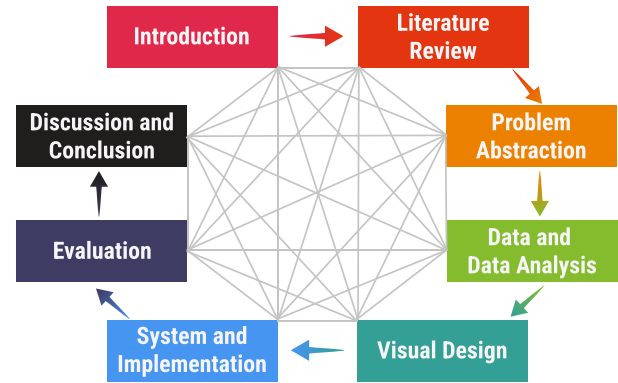 Introduction
Literature
Review
Problem
Abstraction
Data and
Data Analysis
Visual Design
System and
Implementation
Evaluation
Discussion and
Conclusion